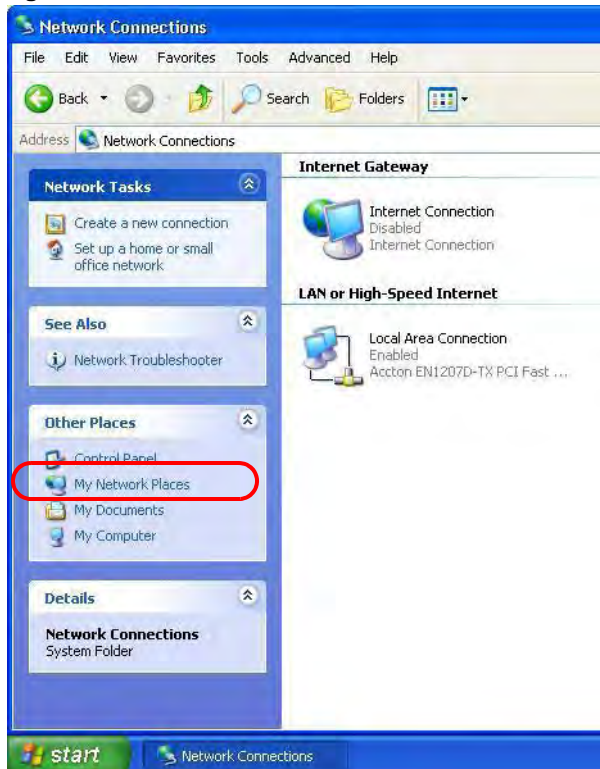 Network Connections
File Edit View Favorites Tools Advanced Help
Back Search Folders
Address Network Connections
Network Tasks
Create a new connection
Set up a home or small
office network
See Also
Network Troubleshooter
Other Places
Control Panel
My Network Places
My Documents
My Computer
Details
Network Connections
System Folder
Internet Gateway
Internet Connection
Disabled
Internet Connection
LAN or High-Speed Internet
Local Area Connection
Enabled
Accton EN1207D-TX PCI Fast ...
start Network Connections